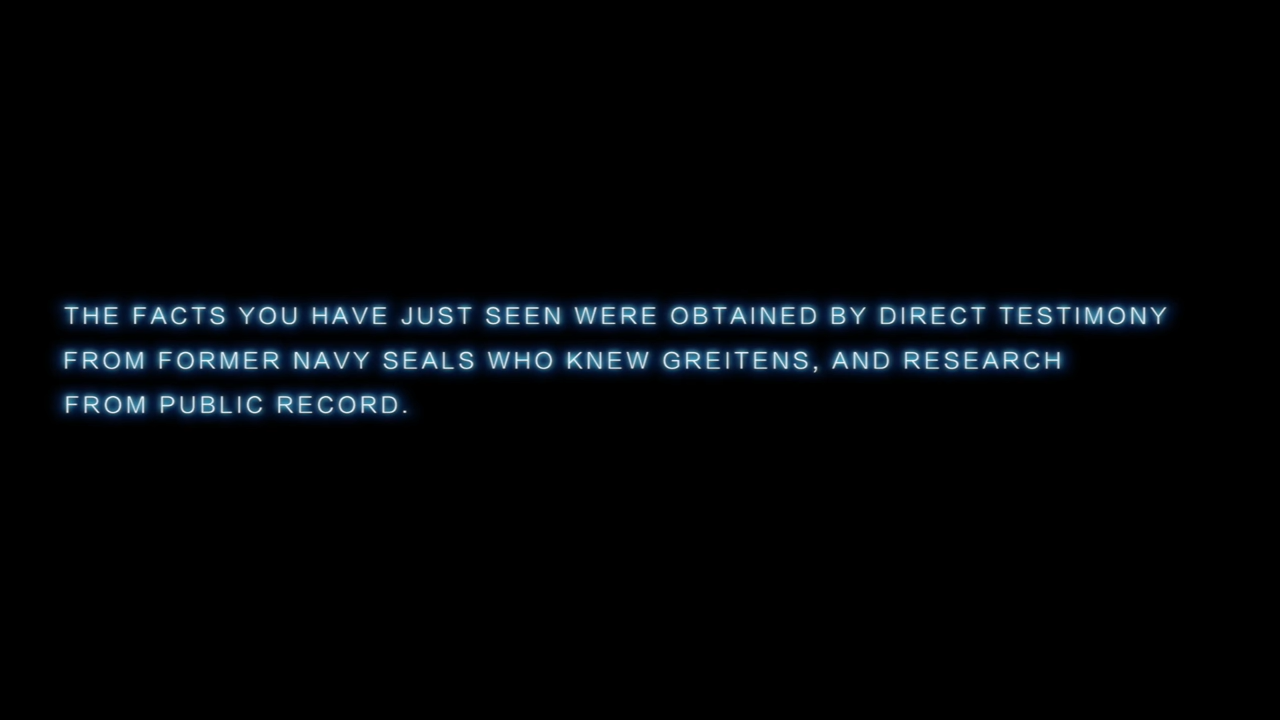 THE FACTS YOU HAVE JUST SEEN WERE OBTAINED BY DIRECT TESTIMONY
FROM FORMER NAVY SEALS WHO KNEW GREITENS, AND RESEARCH
FROM PUBLIC RECORD.